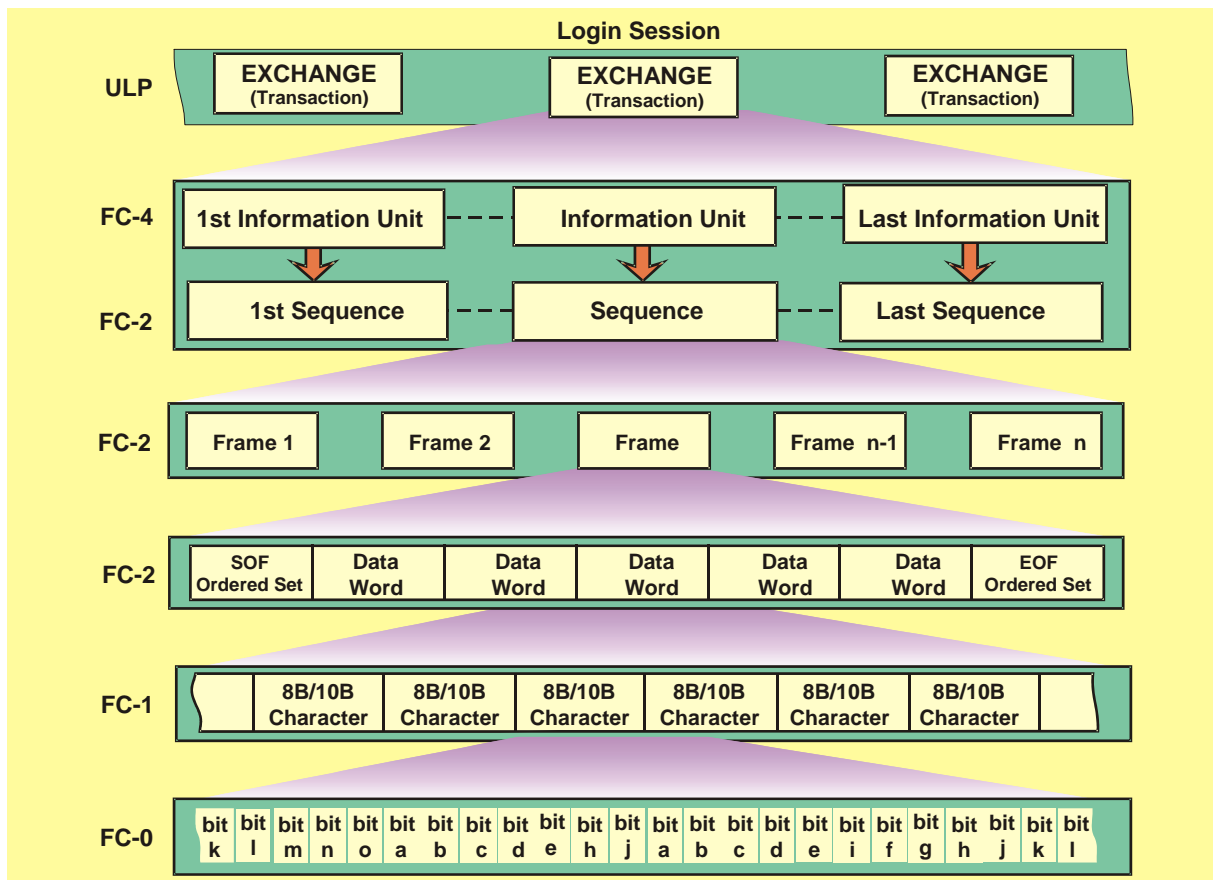 Login Session
ULP
EXCHANGE
(Transaction)
EXCHANGE
(Transaction)
EXCHANGE
(Transaction)
FC-4
1st Information Unit
Information Unit
Last Information Unit
FC-2
1st Sequence
Sequence
Last Sequence
FC-2
Frame 1
Frame 2
Frame
Frame n-1
Frame n
FC-2
SOF
Ordered Set
Data
Word
Data
Word
Data
Word
Data
Word
Data
Word
EOF
Ordered Set
FC-1
8B/10B
Character
8B/10B
Character
8B/10B
Character
8B/10B
Character
8B/10B
Character
8B/10B
Character
FC-0
bit
k
bit
l
bit
m
bit
n
bit
o
bit
a
bit
b
bit
c
bit
d
bit
e
bit
h
bit
j
bit
a
bit
b
bit
c
bit
d
bit
e
bit
i
bit
f
bit
g
bit
h
bit
j
bit
k
bit
l